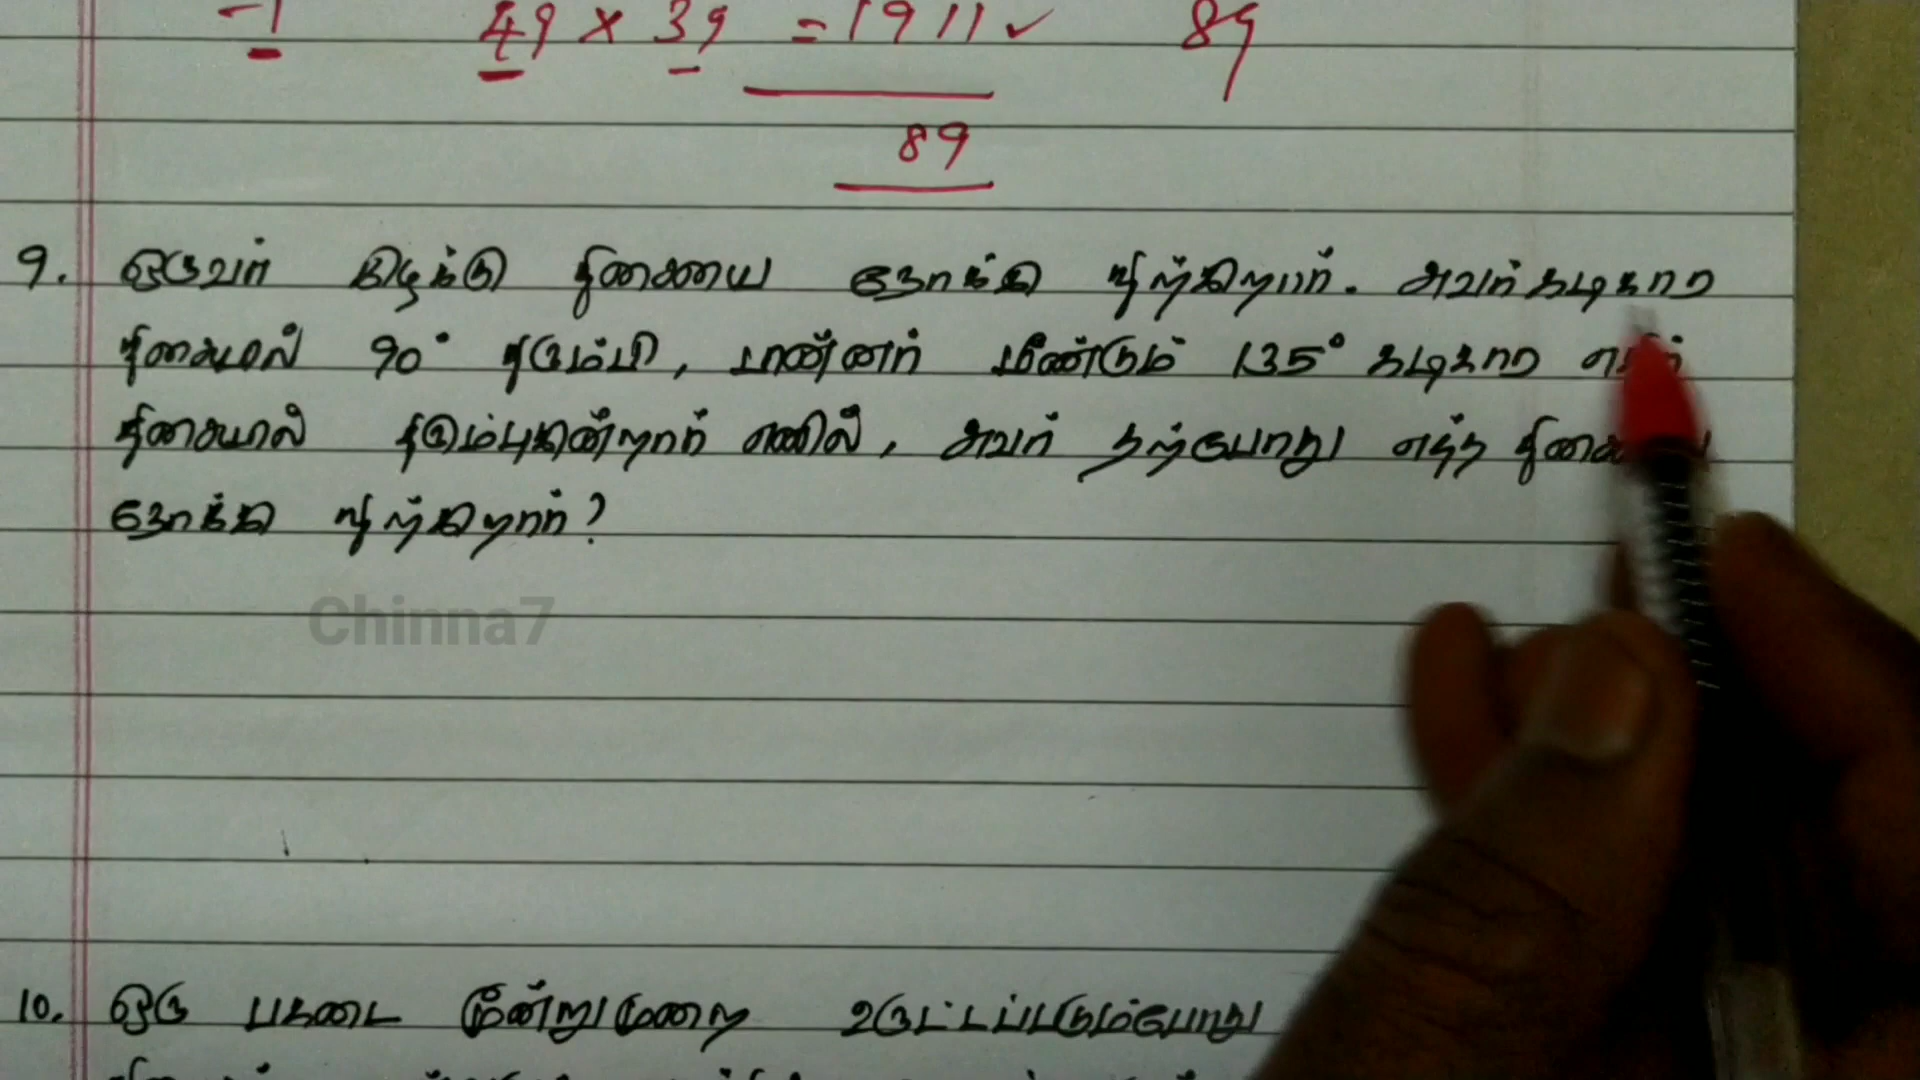 -1 49 × 39 = 1911 ✓ 89
89
9. ஒருவர் கிழக்கு திசையை நோக்கி நிற்கிறார். அவர் கடிகார
திசையில் 90° திரும்பி, பின்னர் மீண்டும் 135° கடிகார
திசையில் திரும்புகின்றார் எனில், அவர் தற்போது எந்த
நோக்கி நிற்கிறார்?
Chinna7
10. ஒரு பகடை மூன்றுமுறை உருட்டப்படும்போது